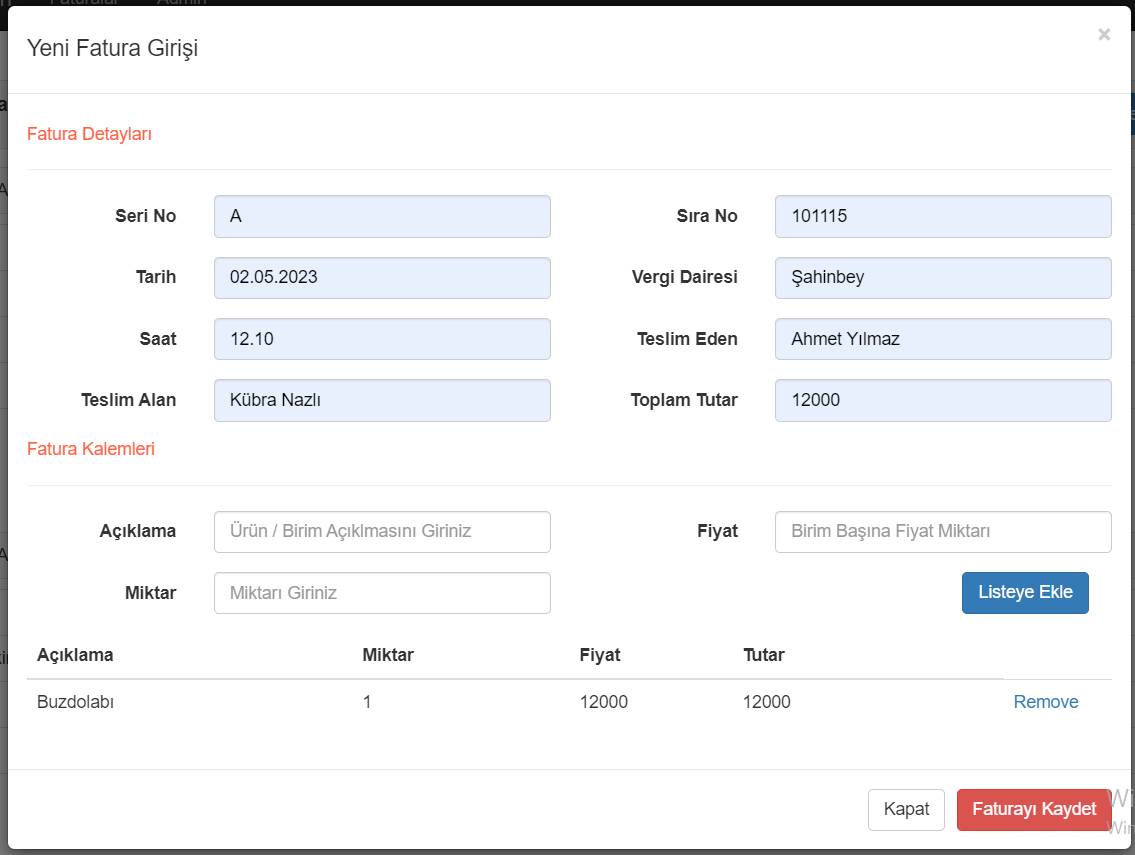 Faturalar Admin
Yeni Fatura Girişi ×
Fatura Detayları
Seri No A Sıra No 101115
Tarih 02.05.2023 Vergi Dairesi Şahinbey
Saat 12.10 Teslim Eden Ahmet Yılmaz
Teslim Alan Kübra Nazlı Toplam Tutar 12000
Fatura Kalemleri
Açıklama Ürün / Birim Açıklmasını Giriniz Fiyat Birim Başına Fiyat Miktarı
Miktar Miktarı Giriniz Listeye Ekle
Açıklama Miktar Fiyat Tutar
Buzdolabı 1 12000 12000 Remove
Kapat Faturayı Kaydet